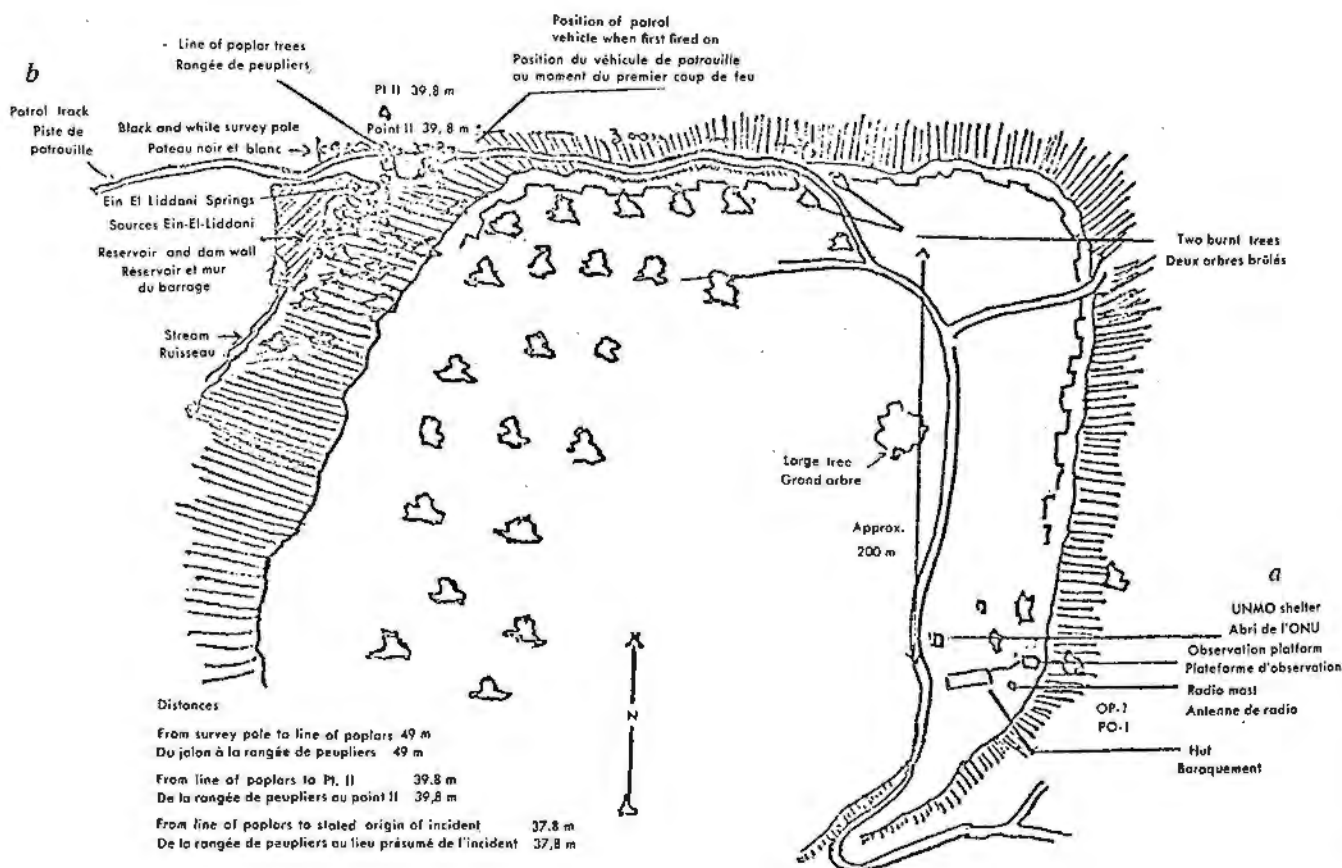 - Line of poplar trees
Rangée de peupliers
Position of patrol
vehicle when first fired on
Position du véhicule de patrouille
au moment du premier coup de feu
b
Pt II 39,8 m
Patrol track
Piste de
patrouille
Black and white survey pole
Poteau noir et blanc
Point II 39,8 m
Ein El Liddani Springs
Sources Ein-El-Liddani
Reservoir and dam wall
Réservoir et mur
du barrage
Stream
Ruisseau
Two burnt trees
Deux arbres brûlés
Large tree
Grand arbre
Approx.
200 m
a
UNMO shelter
Abri de l'ONU
Observation platform
Plateforme d'observation
Radio mast
Antenne de radio
OP-2
PO-1
Hut
Baraquement
N
Distances
From survey pole to line of poplars 49 m
Du jalon à la rangée de peupliers 49 m
From line of poplars to Pt. II 39.8 m
De la rangée de peupliers au point II 39,8 m
From line of poplars to stated origin of incident 37.8 m
De la rangée de peupliers au lieu présumé de l'incident 37,8 m